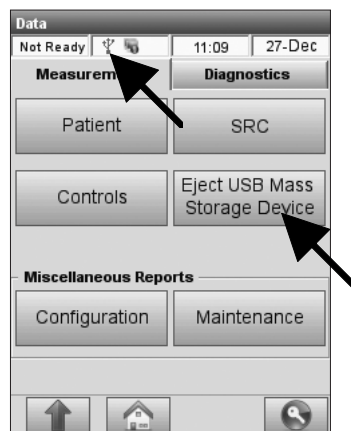 Data
Not Ready 11:09 27-Dec
Diagnostics
Patient SRC
Controls Eject USB Mass
Storage Device
Miscellaneous Reports
Configuration Maintenance